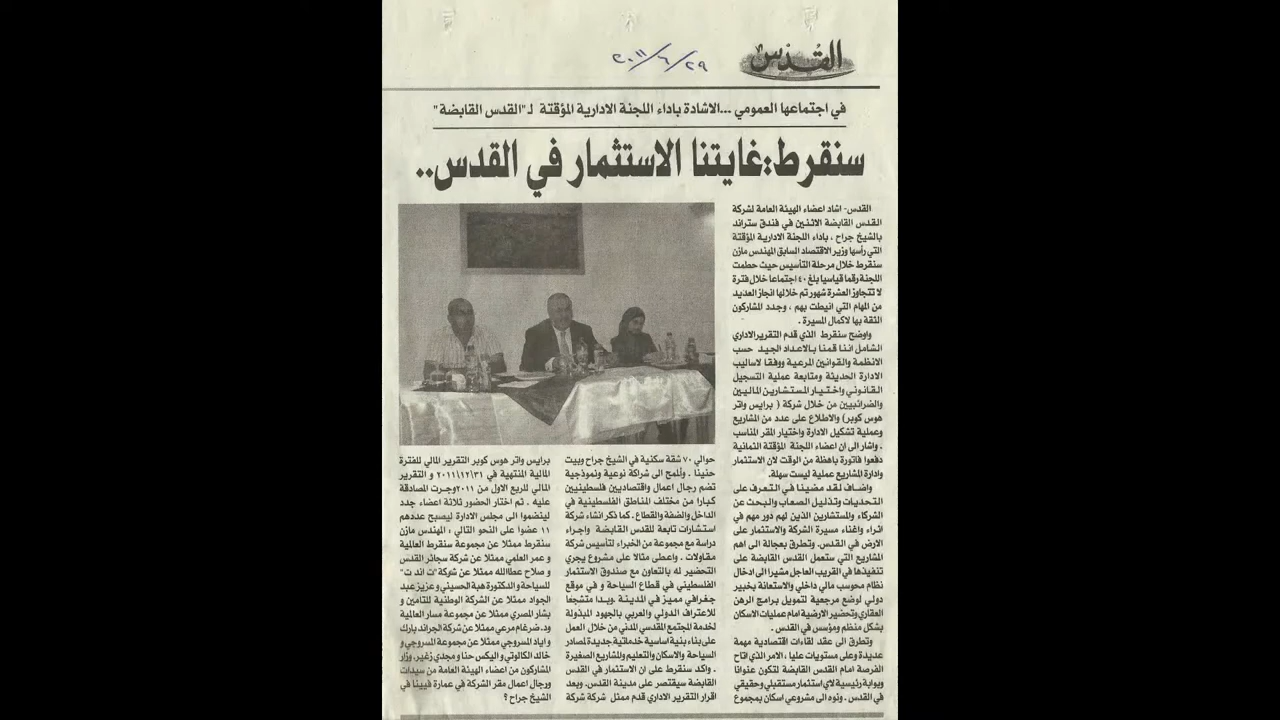 القدس
٢٠١١/٦/٢٩
في اجتماعها العمومي ...الاشادة باداء اللجنة الادارية المؤقتة لـ "القدس القابضة"
سنقرط:غايتنا الاستثمار في القدس..
القدس- اشاد اعضاء الهيئة العامة لشركة
القدس القابضة الاثنين في فندق ستراند
بالشيخ جراح ، باداء اللجنة الادارية المؤقتة
التي رأسها وزير الاقتصاد السابق المهندس مازن
سنقرط خلال مرحلة التأسيس حيث حطمت
اللجنة رقما قياسيا بلغ ٤٠ اجتماعا خلال فترة
لا تتجاوز العشرة شهور تم خلالها انجاز العديد
من المهام التي انيطت بهم ، وجدد المشاركون
الثقة بها لاكمال المسيرة .
واوضح سنقرط الذي قدم التقريرالاداري
الشامل اننا قمنا بالاعداد الجيد حسب
الانظمة والقوانين المرعية ووفقا لاساليب
الادارة الحديثة ومتابعة عملية التسجيل
القانوني واختيار المستشارين الماليين
والضرائبيين من خلال شركة ( برايس واتر
هوس كوبر) والاطلاع على عدد من المشاريع
وعملية تشكيل الادارة واختيار المقر المناسب
. واشار الى ان اعضاء اللجنة المؤقتة الثمانية
دفعوا فاتورة باهظة من الوقت لان الاستثمار
وادارة المشاريع عملية ليست سهلة.
واضاف لقد مضينا في التعرف على
التحديات وتذليل الصعاب والبحث عن
الشركاء والمستشارين الذين لهم دور مهم في
اثراء واغناء مسيرة الشركة والاستثمار على
الارض في القدس. وتطرق بعجالة الى اهم
المشاريع التي ستعمل القدس القابضة على
تنفيذها في القريب العاجل مشيرا الى ادخال
نظام محوسب مالي داخلي والاستعانة بخبير
دولي لوضع مرجعية لتمويل برامج الرهن
العقاري وتحضير الارضية امام عمليات الاسكان
بشكل منظم ومؤسس في القدس .
وتطرق الى عقد لقاءات اقتصادية مهمة
عديدة وعلى مستويات عليا ، الامر الذي اتاح
الفرصة امام القدس القابضة لتكون عنوانا
وبوابة رئيسية لاي استثمار مستقبلي وحقيقي
في القدس . ونوه الى مشروعي اسكان بمجموع
حوالي ٧٠ شقة سكنية في الشيخ جراح وبيت
حنينا . وألمح الى شراكة نوعية ونموذجية
تضم رجال اعمال واقتصاديين فلسطينيين
كبارا من مختلف المناطق الفلسطينية في
الداخل والضفة والقطاع . كما ذكر انشاء شركة
استشارات تابعة للقدس القابضة واجراء
دراسة مع مجموعة من الخبراء لتأسيس شركة
مقاولات . واعطى مثالا على مشروع يجري
التحضير له بالتعاون مع صندوق الاستثمار
الفلسطيني في قطاع السياحة و في موقع
جغرافي مميز في المدينة .وبدا متشجعا
للاعتراف الدولي والعربي بالجهود المبذولة
لخدمة المجتمع المقدسي المدني من خلال العمل
على بناء بنية اساسية خدماتية جديدة لمصادر
السياحة والاسكان والتعليم والمشاريع الصغيرة
. واكد سنقرط على ان الاستثمار في القدس
القابضة سيقتصر على مدينة القدس. وبعد
اقرار التقرير الاداري قدم ممثل شركة شركة
برايس واتر هوس كوبر التقرير المالي للفترة
المالية المنتهية في ٢٠١١/١٢/٣١ و التقرير
المالي للربع الاول من ٢٠١١وجرت المصادقة
عليه . تم اختار الحضور ثلاثة اعضاء جدد
لينضموا الى مجلس الادارة ليصبح عددهم
١١ عضوا على النحو التالي ، المهندس مازن
سنقرط ممثلا عن مجموعة سنقرط العالمية
و عمر العلمي ممثلا عن شركة سجائر القدس
و صلاح عطاالله ممثلا عن شركة"ت اند ت"
للسياحة والدكتورة هبة الحسيني و عزيز عبد
الجواد ممثلا عن الشركة الوطنية للتامين و
بشار المصري ممثلا عن مجموعة مسار العالمية
ود. ضرغام مرعي ممثلا عن شركة الجراند بارك
و اياد المسروجي ممثلا عن مجموعة المسروجي و
خالد الكالوتي و اليكس حنا و مجدي زغير. وزار
المشاركون من اعضاء الهيئة العامة من سيدات
ورجال اعمال مقر الشركة في عمارة فيينا في
الشيخ جراح ؟